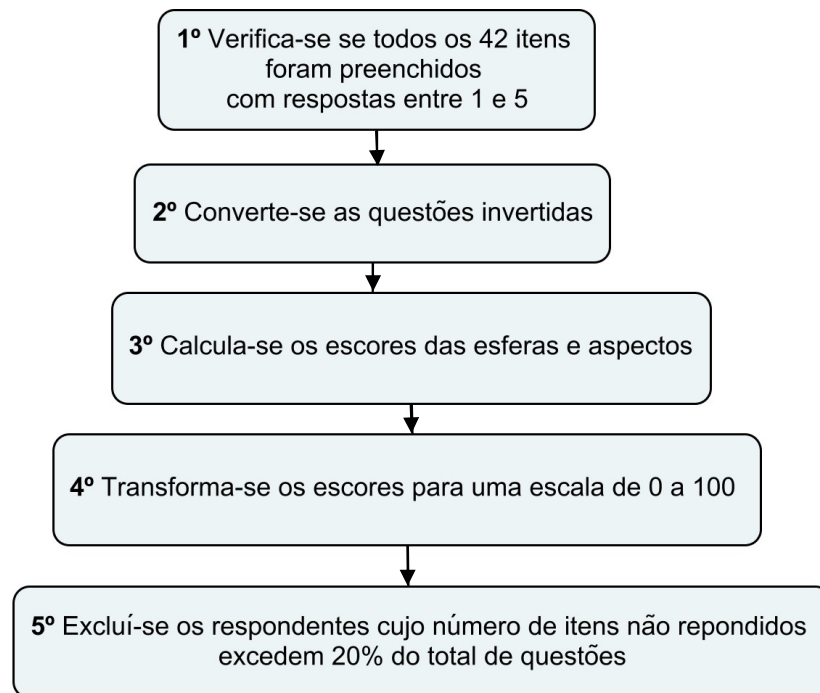 1º Verifica-se se todos os 42 itens
foram preenchidos
com respostas entre 1 e 5
2º Converte-se as questões invertidas
3º Calcula-se os escores das esferas e aspectos
4º Transforma-se os escores para uma escala de 0 a 100
5º Excluí-se os respondentes cujo número de itens não repondidos
excedem 20% do total de questões